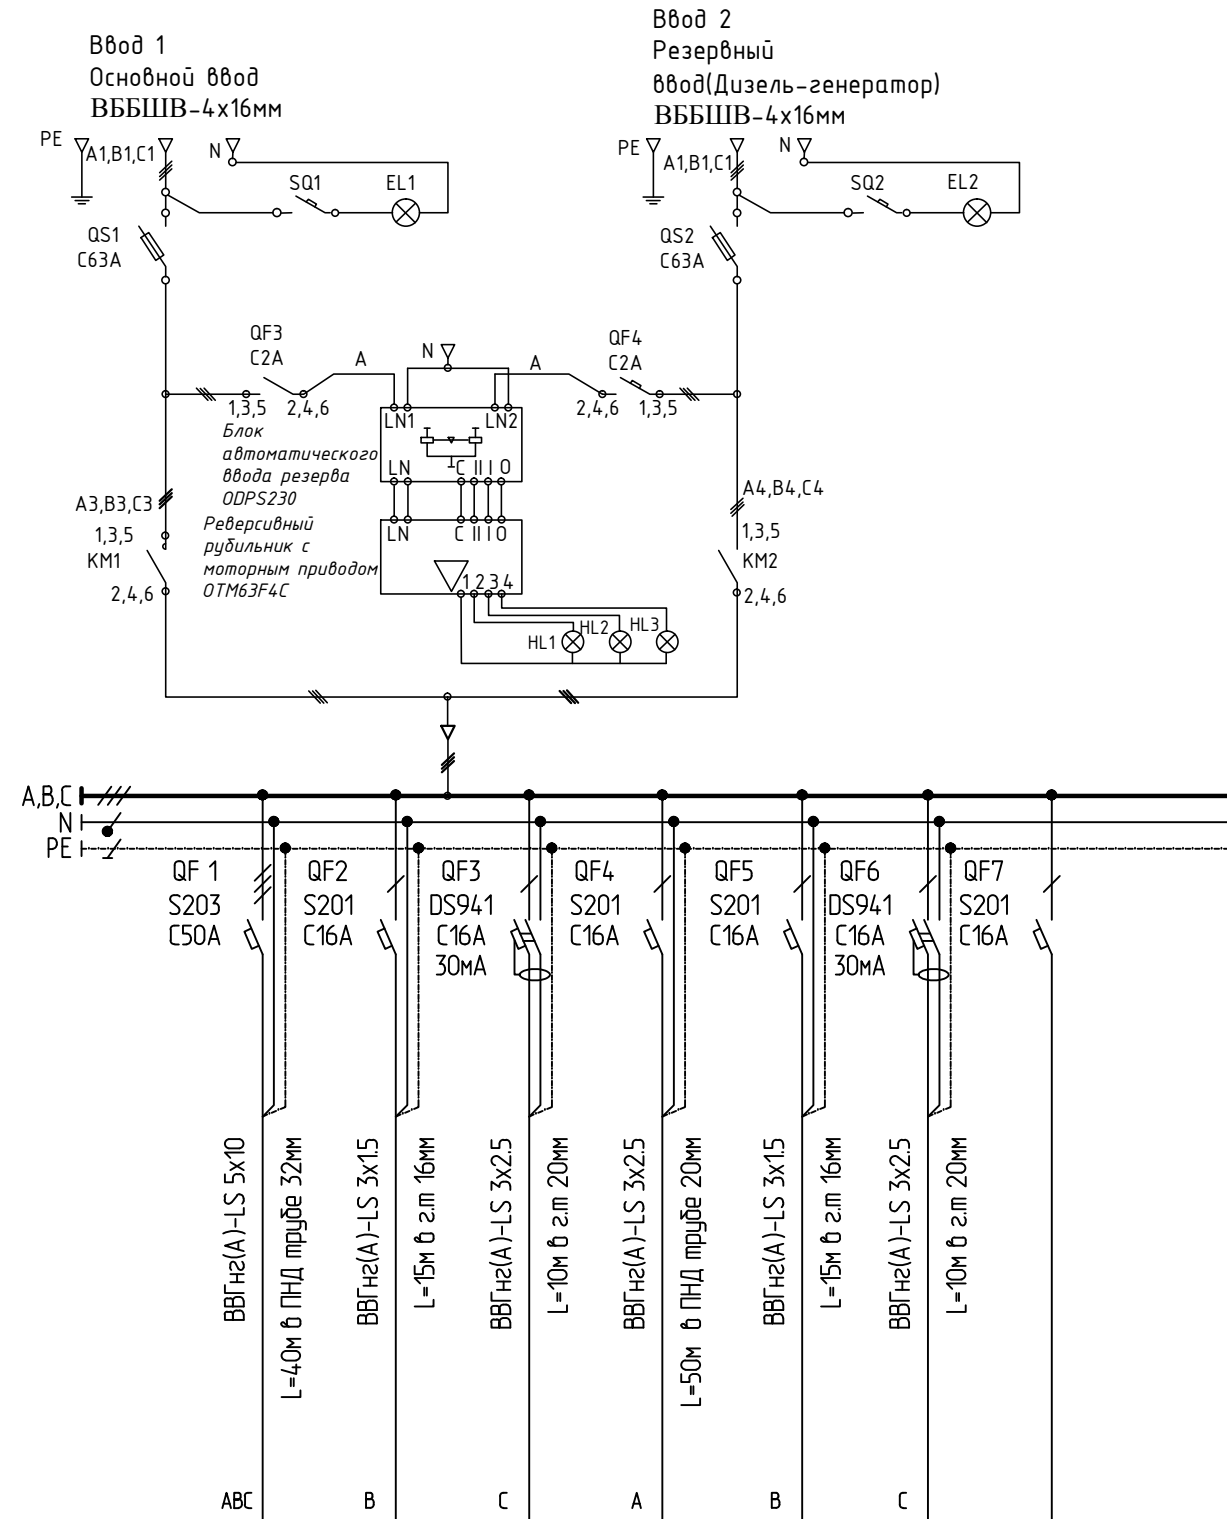 Ввод 1
Основной ввод
ВББШВ-4х16мм
Ввод 2
Резервный
ввод(Дизель-генератор)
ВББШВ-4х16мм
PE
A1,B1,C1
N
SQ1
EL1
QS1
C63A
PE
A1,B1,C1
N
SQ2
EL2
QS2
C63A
QF3
C2A
A
N
A
QF4
C2A
1,3,5
2,4,6
2,4,6
1,3,5
LN1
LN2
LN
C II I O
Блок
автоматического
ввода резерва
ODPS230
A3,B3,C3
1,3,5
KM1
2,4,6
Реверсивный
рубильник с
моторным приводом
OTM63F4C
LN
C II I O
1 2 3 4
A4,B4,C4
1,3,5
KM2
2,4,6
HL1
HL2
HL3
A,B,C
N
PE
QF 1
S203
C50A
QF2
S201
C16A
QF3
DS941
C16A
30мА
QF4
S201
C16A
QF5
S201
C16A
QF6
DS941
C16A
30мА
QF7
S201
C16A
ВВГнг(А)-LS 5х10
L=40м в ПНД трубе 32мм
ВВГнг(А)-LS 3х1.5
L=15м в г.т 16мм
ВВГнг(А)-LS 3х2.5
L=10м в г.т 20мм
ВВГнг(А)-LS 3х2.5
L=50м в ПНД трубе 20мм
ВВГнг(А)-LS 3х1.5
L=15м в г.т 16мм
ВВГнг(А)-LS 3х2.5
L=10м в г.т 20мм
ABC
B
C
A
B
C